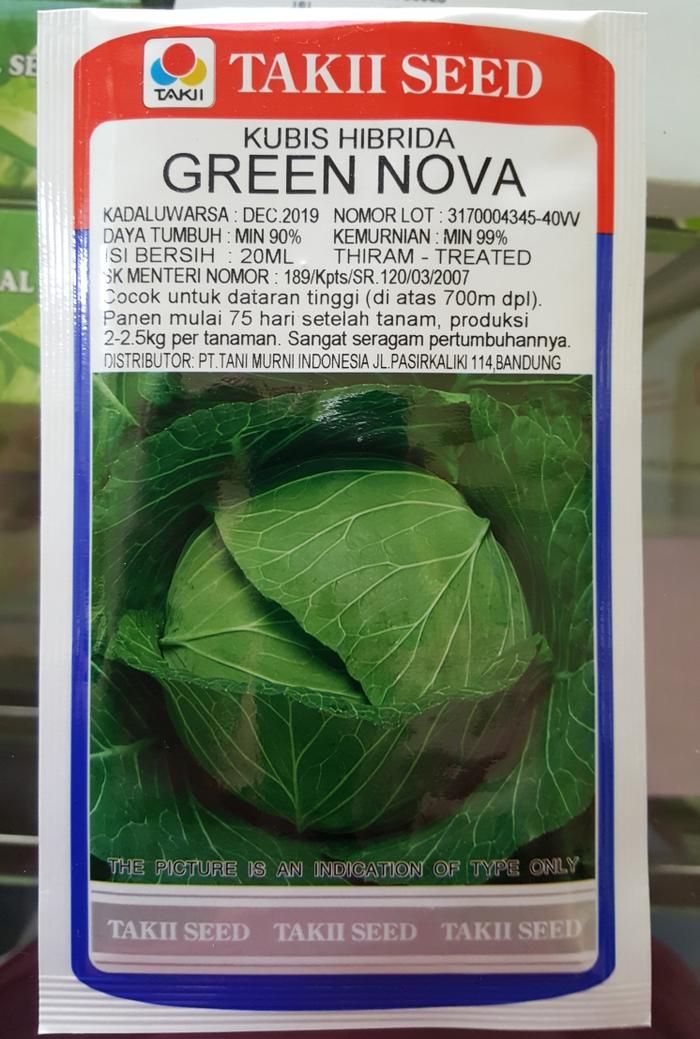 TAKII
TAKII SEED
KUBIS HIBRIDA
GREEN NOVA
KADALUWARSA : DEC.2019 NOMOR LOT : 3170004345-40VV
DAYA TUMBUH : MIN 90% KEMURNIAN : MIN 99%
ISI BERSIH : 20ML THIRAM - TREATED
SK MENTERI NOMOR : 189/Kpts/SR.120/03/2007
Cocok untuk dataran tinggi (di atas 700m dpl).
Panen mulai 75 hari setelah tanam, produksi
2-2.5kg per tanaman. Sangat seragam pertumbuhannya.
DISTRIBUTOR: PT.TANI MURNI INDONESIA JL.PASIRKALIKI 114,BANDUNG
THE PICTURE IS AN INDICATION OF TYPE ONLY
TAKII SEED TAKII SEED TAKII SEED